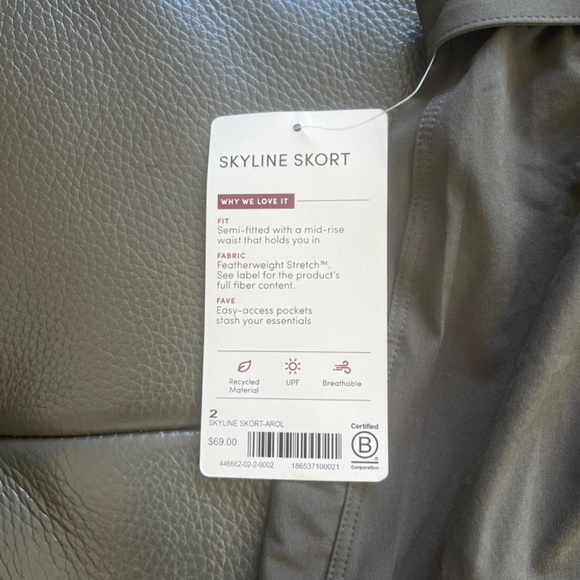 SKYLINE SKORT
WHY WE LOVE IT
FIT
Semi-fitted with a mid-rise
waist that holds you in
FABRIC
Featherweight Stretch™.
See label for the product's
full fiber content.
FAVE
Easy-access pockets
stash your essentials
Recycled
Material
UPF
Breathable
2
SKYLINE SKORT-AROL
$69.00
446662-02-2-0002
186537100021
Certified
B
Corporation